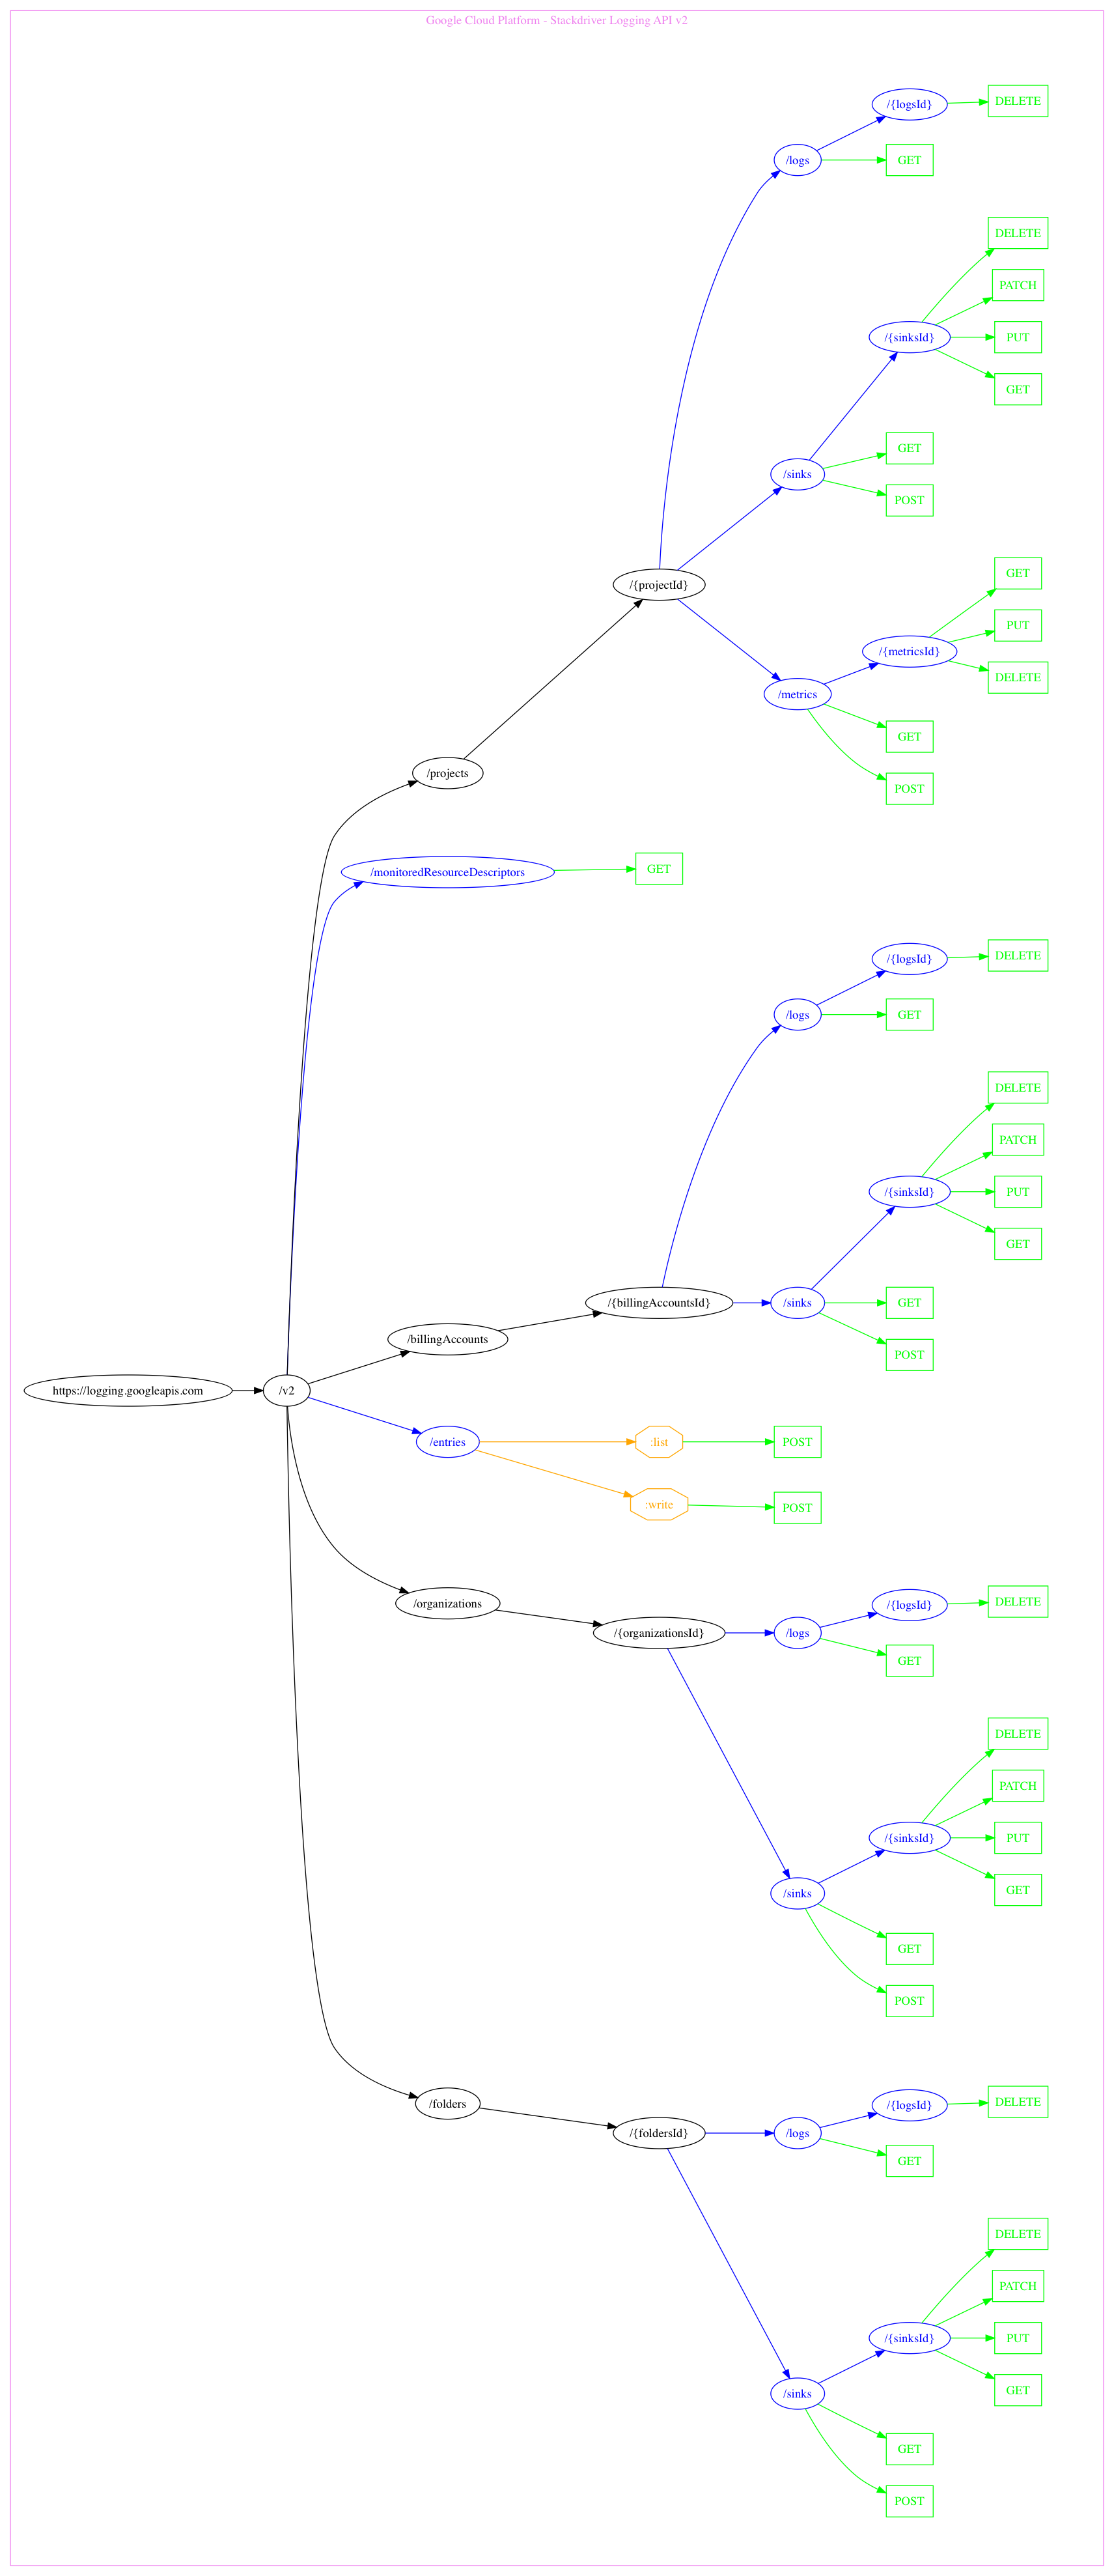 Google Cloud Platform - Stackdriver Logging API v2
/{logsId}
DELETE
/logs
GET
DELETE
PATCH
/{sinksId}
PUT
GET
GET
/sinks
POST
GET
/{projectId}
PUT
/{metricsId}
DELETE
/metrics
GET
/projects
POST
/monitoredResourceDescriptors
GET
/{logsId}
DELETE
/logs
GET
DELETE
PATCH
/{sinksId}
PUT
GET
/{billingAccountsId}
/sinks
GET
/billingAccounts
POST
https://logging.googleapis.com
/v2
/entries
:list
POST
:write
POST
/organizations
/{logsId}
DELETE
/{organizationsId}
/logs
GET
DELETE
PATCH
/{sinksId}
PUT
GET
/sinks
GET
POST
/folders
/{logsId}
DELETE
/{foldersId}
/logs
GET
DELETE
PATCH
/{sinksId}
PUT
GET
/sinks
GET
POST